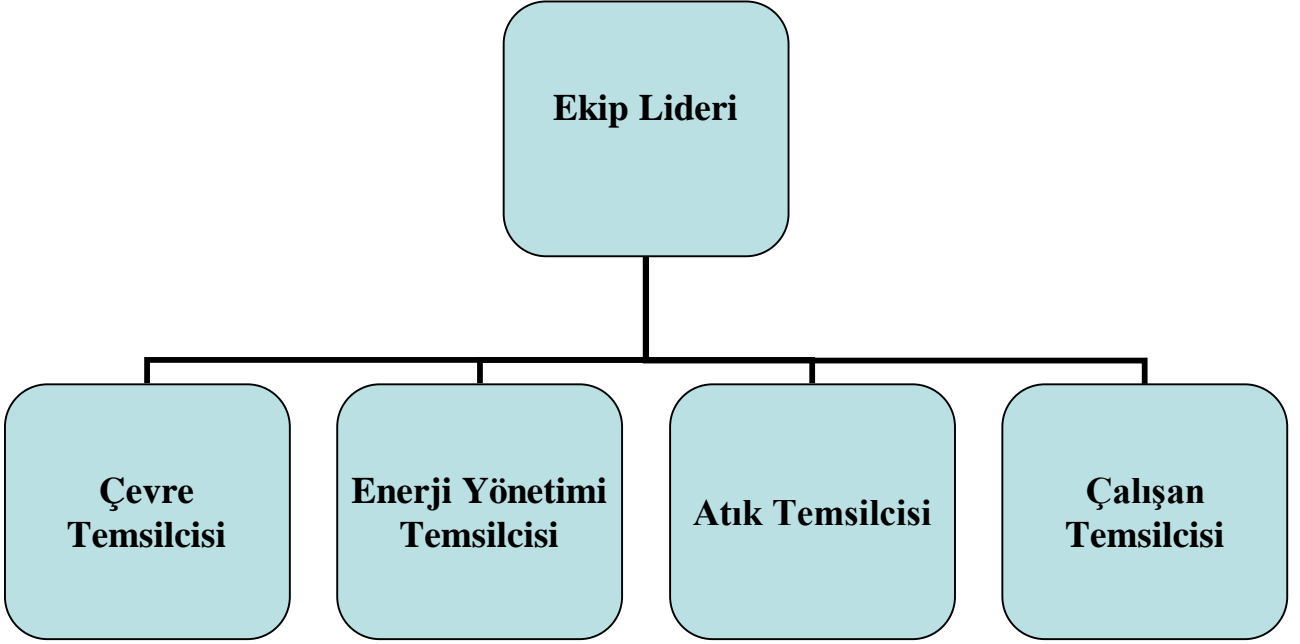 Ekip Lideri
Çevre
Temsilcisi
Enerji Yönetimi
Temsilcisi
Atık Temsilcisi
Çalışan
Temsilcisi